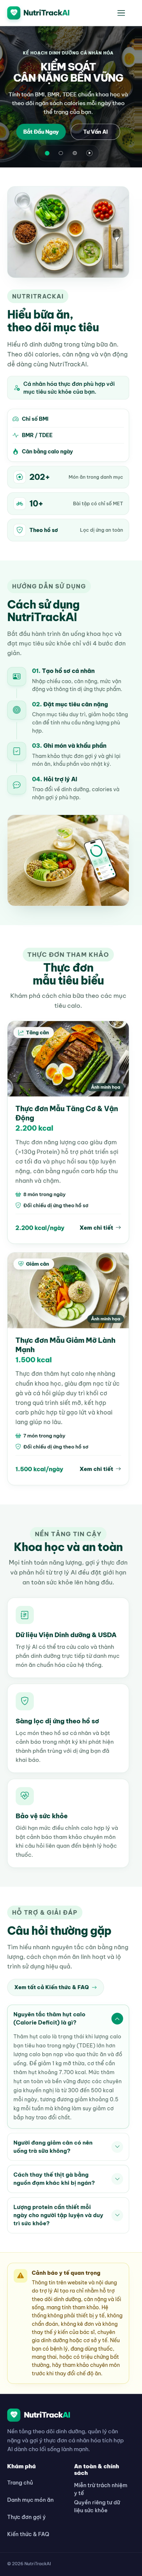 NutriTrackAI
KẾ HOẠCH DINH DƯỠNG CÁ NHÂN HÓA
KIỂM SOÁT
CÂN NẶNG BỀN VỮNG
Tính toán BMI, BMR, TDEE chuẩn khoa học và
theo dõi ngân sách calories mỗi ngày theo
thể trạng của bạn.
Bắt Đầu Ngay
Tư Vấn AI
NUTRITRACKAI
Hiểu bữa ăn,
theo dõi mục tiêu
Hiểu rõ dinh dưỡng trong từng bữa ăn.
Theo dõi calories, cân nặng và vận động
dễ dàng cùng NutriTrackAI.
Cá nhân hóa thực đơn phù hợp với
mục tiêu sức khỏe của bạn.
Chỉ số BMI
BMR / TDEE
Cân bằng calo ngày
202+ Món ăn trong danh mục
10+ Bài tập có chỉ số MET
Theo hồ sơ Lọc dị ứng an toàn
HƯỚNG DẪN SỬ DỤNG
Cách sử dụng
NutriTrackAI
Bắt đầu hành trình ăn uống khoa học và
đạt mục tiêu cân nặng của bạn chỉ với 4
bước đơn giản.
01. Tạo hồ sơ cá nhân
Nhập chiều cao, cân nặng, mức vận
động và thông tin dị ứng thực phẩm.
02. Đặt mục tiêu cân nặng
Chọn mục tiêu duy trì, giảm hoặc tăng
cân để tính nhu cầu năng lượng phù
hợp.
03. Ghi món và khẩu phần
Tham khảo thực đơn gợi ý và ghi lại
món ăn, khẩu phần vào nhật ký.
04. Hỏi trợ lý AI
Trao đổi về dinh dưỡng, calories và
nhận gợi ý phù hợp.
THỰC ĐƠN THAM KHẢO
Thực đơn
mẫu tiêu biểu
Khám phá cách chia bữa theo các mục
tiêu calo.
Tăng cân
Ảnh minh họa
Thực đơn Mẫu Tăng Cơ & Vận
Động
2.200 kcal
Thực đơn năng lượng cao giàu đạm
(>130g Protein) hỗ trợ phát triển sợi
cơ tối đa và phục hồi sau tập luyện
nặng, cân bằng nguồn carb hấp thu
nhanh và chậm.
8 món trong ngày
Đối chiếu dị ứng theo hồ sơ
2.200 kcal/ngày
Xem chi tiết →
Giảm cân
Ảnh minh họa
Thực đơn Mẫu Giảm Mỡ Lành
Mạnh
1.500 kcal
Thực đơn thâm hụt calo nhẹ nhàng
chuẩn khoa học, giàu đạm nạc từ ức
gà và cá hồi giúp duy trì khối cơ
trong quá trình siết mỡ, kết hợp
carb phức hợp từ gạo lứt và khoai
lang giúp no lâu.
7 món trong ngày
Đối chiếu dị ứng theo hồ sơ
1.500 kcal/ngày
Xem chi tiết →
NỀN TẢNG TIN CẬY
Khoa học và an toàn
Mọi tính toán năng lượng, gợi ý thực đơn
và phản hồi từ trợ lý AI đều đặt giới hạn
an toàn sức khỏe lên hàng đầu.
Dữ liệu Viện Dinh dưỡng & USDA
Trợ lý AI có thể tra cứu calo và thành
phần dinh dưỡng trực tiếp từ danh mục
món ăn chuẩn hóa của hệ thống.
Sàng lọc dị ứng theo hồ sơ
Lọc món theo hồ sơ cá nhân và bật
cảnh báo trong nhật ký khi phát hiện
thành phần trùng với dị ứng bạn đã
khai báo.
Bảo vệ sức khỏe
Giới hạn mức điều chỉnh calo hợp lý và
bật cảnh báo tham khảo chuyên môn
khi câu hỏi liên quan đến bệnh lý hoặc
thuốc.
HỖ TRỢ & GIẢI ĐÁP
Câu hỏi thường gặp
Tìm hiểu nhanh nguyên tắc cân bằng năng
lượng, cách chọn món ăn linh hoạt và lộ
trình phù hợp với cơ thể bạn.
Xem tất cả Kiến thức & FAQ →
Nguyên tắc thâm hụt calo
(Calorie Deficit) là gì?
Thâm hụt calo là trạng thái khi lượng calo
bạn tiêu hao trong ngày (TDEE) lớn hơn
lượng calo bạn nạp vào qua thức ăn và đồ
uống. Để giảm 1 kg mỡ thừa, cơ thể cần
thâm hụt khoảng 7.700 kcal. Mức thâm
hụt an toàn và bền vững được các chuyên
gia khuyến nghị là từ 300 đến 500 kcal
mỗi ngày, tương đương giảm khoảng 0,5
kg mỗi tuần mà không làm suy giảm cơ
bắp hay trao đổi chất.
Người đang giảm cân có nên
uống trà sữa không?
Cách thay thế thịt gà bằng
nguồn đạm khác khi bị ngán?
Lượng protein cần thiết mỗi
ngày cho người tập luyện và duy
trì sức khỏe?
Cảnh báo y tế quan trọng
Thông tin trên website và nội dung
do trợ lý AI tạo ra chỉ nhằm hỗ trợ
theo dõi dinh dưỡng, cân nặng và lối
sống, mang tính tham khảo. Hệ
thống không phải thiết bị y tế, không
chẩn đoán, không kê đơn và không
thay thế ý kiến của bác sĩ, chuyên
gia dinh dưỡng hoặc cơ sở y tế. Nếu
bạn có bệnh lý, đang dùng thuốc,
mang thai, hoặc có triệu chứng bất
thường, hãy tham khảo chuyên môn
trước khi thay đổi chế độ ăn.
NutriTrackAI
Nền tảng theo dõi dinh dưỡng, quản lý cân
nặng và gợi ý chế độ ăn khoa học tích hợp
AI dành cho lối sống lành mạnh.
Khám phá
Trang chủ
Danh mục món ăn
Thực đơn gợi ý
Kiến thức & FAQ
An toàn & Chính
sách
Miễn trừ trách nhiệm
y tế
Quyền riêng tư dữ
liệu sức khỏe
© 2026 NutriTrackAI